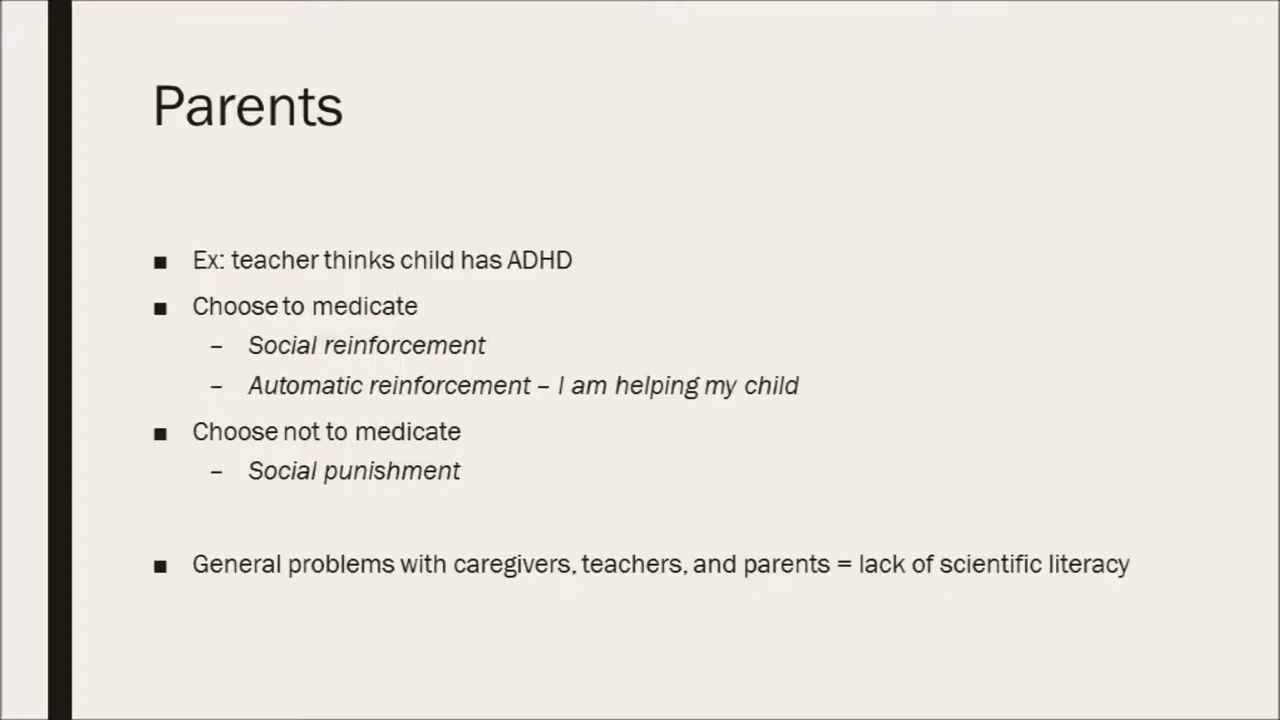 Parents
■ Ex: teacher thinks child has ADHD
■ Choose to medicate
– Social reinforcement
– Automatic reinforcement – I am helping my child
■ Choose not to medicate
– Social punishment
■ General problems with caregivers, teachers, and parents = lack of scientific literacy